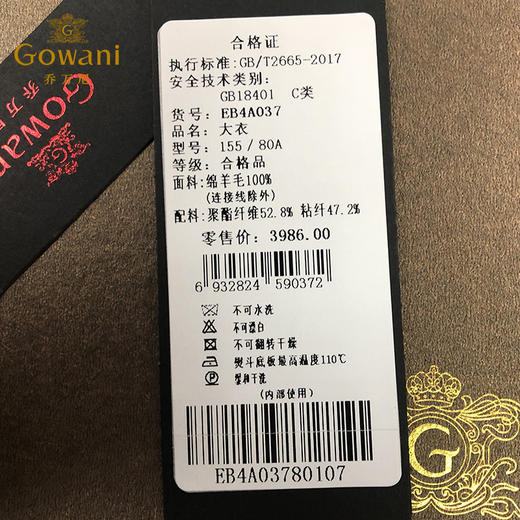 Gowani
乔万尼
Gowani
合格证
执行标准:GB/T2665-2017
安全技术类别:
GB18401 C类
货号: EB4A037
品名: 大衣
型号: 155/80A
等级: 合格品
面料: 绵羊毛100%
(连接线除外)
配料: 聚酯纤维52.8% 粘纤47.2%
零售价: 3986.00
6 932824 590372
不可水洗
不可漂白
不可翻转干燥
熨斗底板最高温度110℃
常规干洗
(内部使用)
EB4A03780107
G